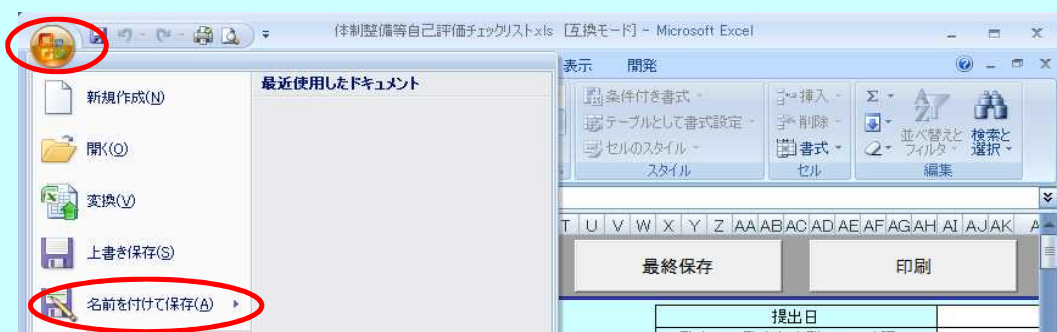 体制整備等自己評価チェックリスト.xls [互換モード] - Microsoft Excel
表示 開発
新規作成(N)
開く(O)
変換(V)
上書き保存(S)
名前を付けて保存(A)
最近使用したドキュメント
条件付き書式
テーブルとして書式設定
セルのスタイル
スタイル
挿入
削除
書式
セル
Σ
並べ替えと
フィルタ
検索と
選択
編集
T U V W X Y Z AA AB AC AD AE AF AG AH AI AJ AK A
最終保存
印刷
提出日